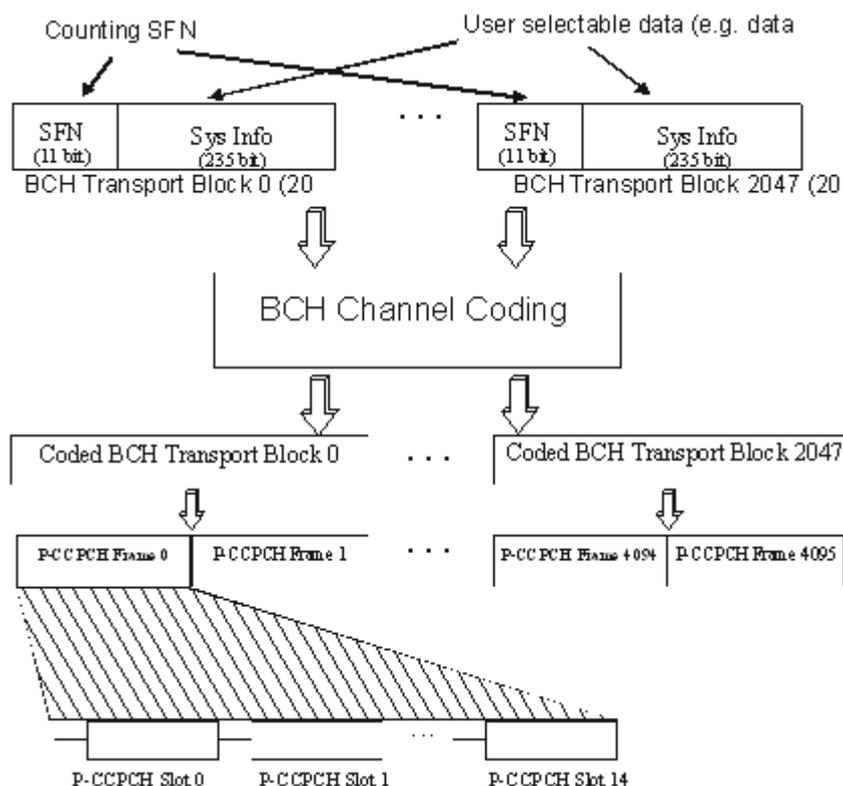 Counting SFN
User selectable data (e.g. data
SFN
(11 bit)
Sys Info
(235 bit)
. . .
SFN
(11 bit)
Sys Info
(235 bit)
BCH Transport Block 0 (20
BCH Transport Block 2047 (20
BCH Channel Coding
Coded BCH Transport Block 0
. . .
Coded BCH Transport Block 2047
P-CCPCH Frame 0
P-CCPCH Frame 1
. . .
P-CCPCH Frame 4094
P-CCPCH Frame 4095
...
P-CCPCH Slot 0
P-CCPCH Slot 1
P-CCPCH Slot 14